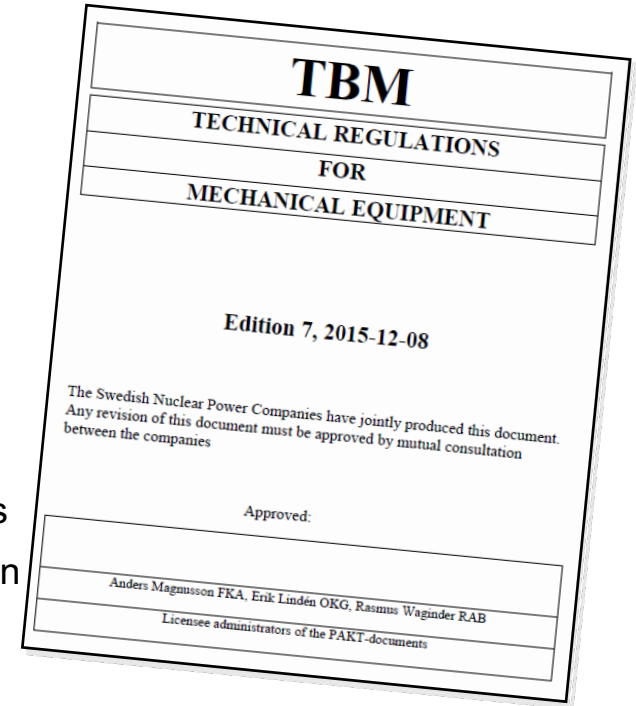 TBM
TECHNICAL REGULATIONS
FOR
MECHANICAL EQUIPMENT
Edition 7, 2015-12-08
The Swedish Nuclear Power Companies have jointly produced this document.
Any revision of this document must be approved by mutual consultation
between the companies
s
n
Approved:
Anders Magnusson FKA, Erik Lindén OKG, Rasmus Waginder RAB
Licensee administrators of the PAKT-documents